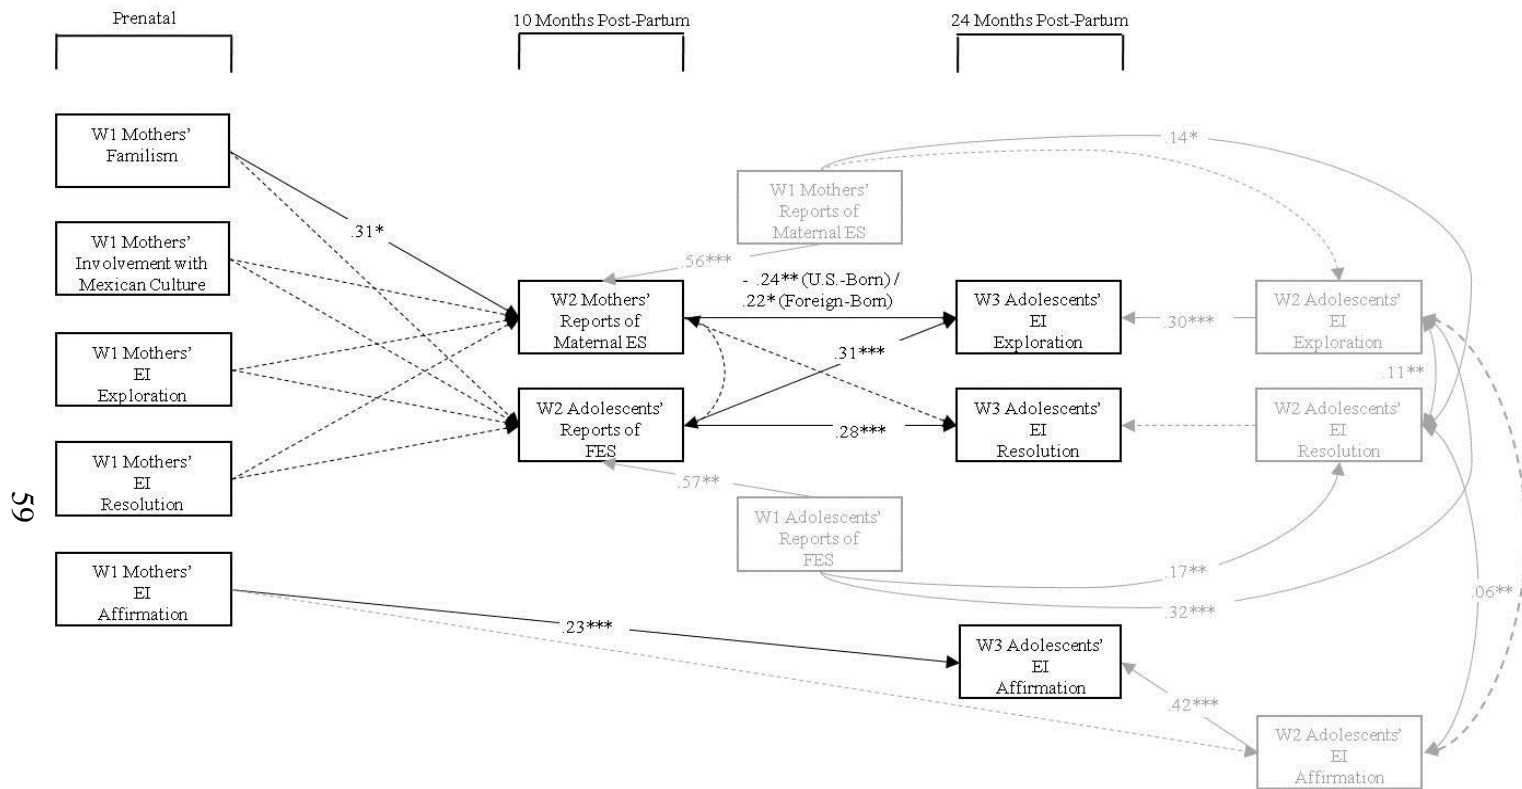 Prenatal
10 Months Post-Partum
24 Months Post-Partum
W1 Mothers'
Familism
W1 Mothers'
Involvement with
Mexican Culture
W1 Mothers'
EI
Exploration
W1 Mothers'
EI
Resolution
W1 Mothers'
EI
Affirmation
.31*
W1 Mothers'
Reports of
Maternal ES
.14*
.56***
W2 Mothers'
Reports of
Maternal ES
- .24** (U.S.-Born) /
.22* (Foreign-Born)
W3 Adolescents'
EI
Exploration
.30***
W2 Adolescents'
EI
Exploration
.31***
.11**
W2 Adolescents'
Reports of
FES
.28***
W3 Adolescents'
EI
Resolution
W2 Adolescents'
EI
Resolution
.57**
W1 Adolescents'
Reports of
FES
.17**
.32***
.06**
.23***
W3 Adolescents'
EI
Affirmation
.42***
W2 Adolescents'
EI
Affirmation
59